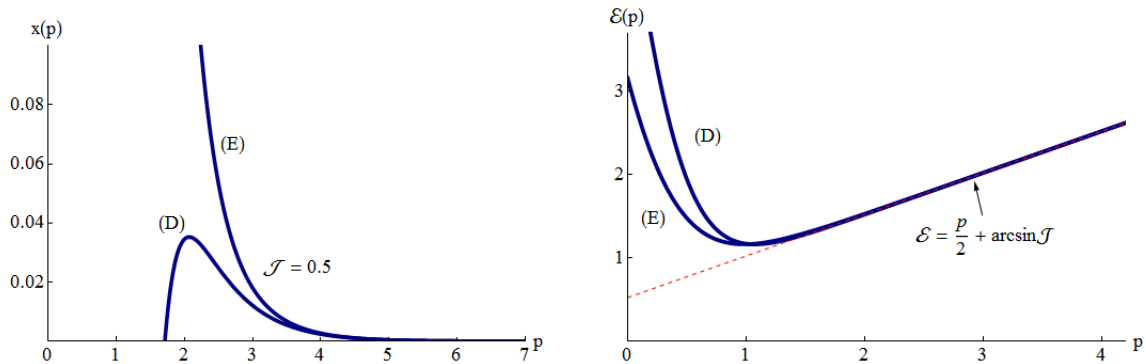 x(p)
0.08
0.06
0.04
0.02
(E)
(D)
𝒥 = 0.5
0 1 2 3 4 5 6 7 p
ℰ(p)
3
2
1
(D)
(E)
ℰ = p/2 + arcsin𝒥
0 1 2 3 4 p